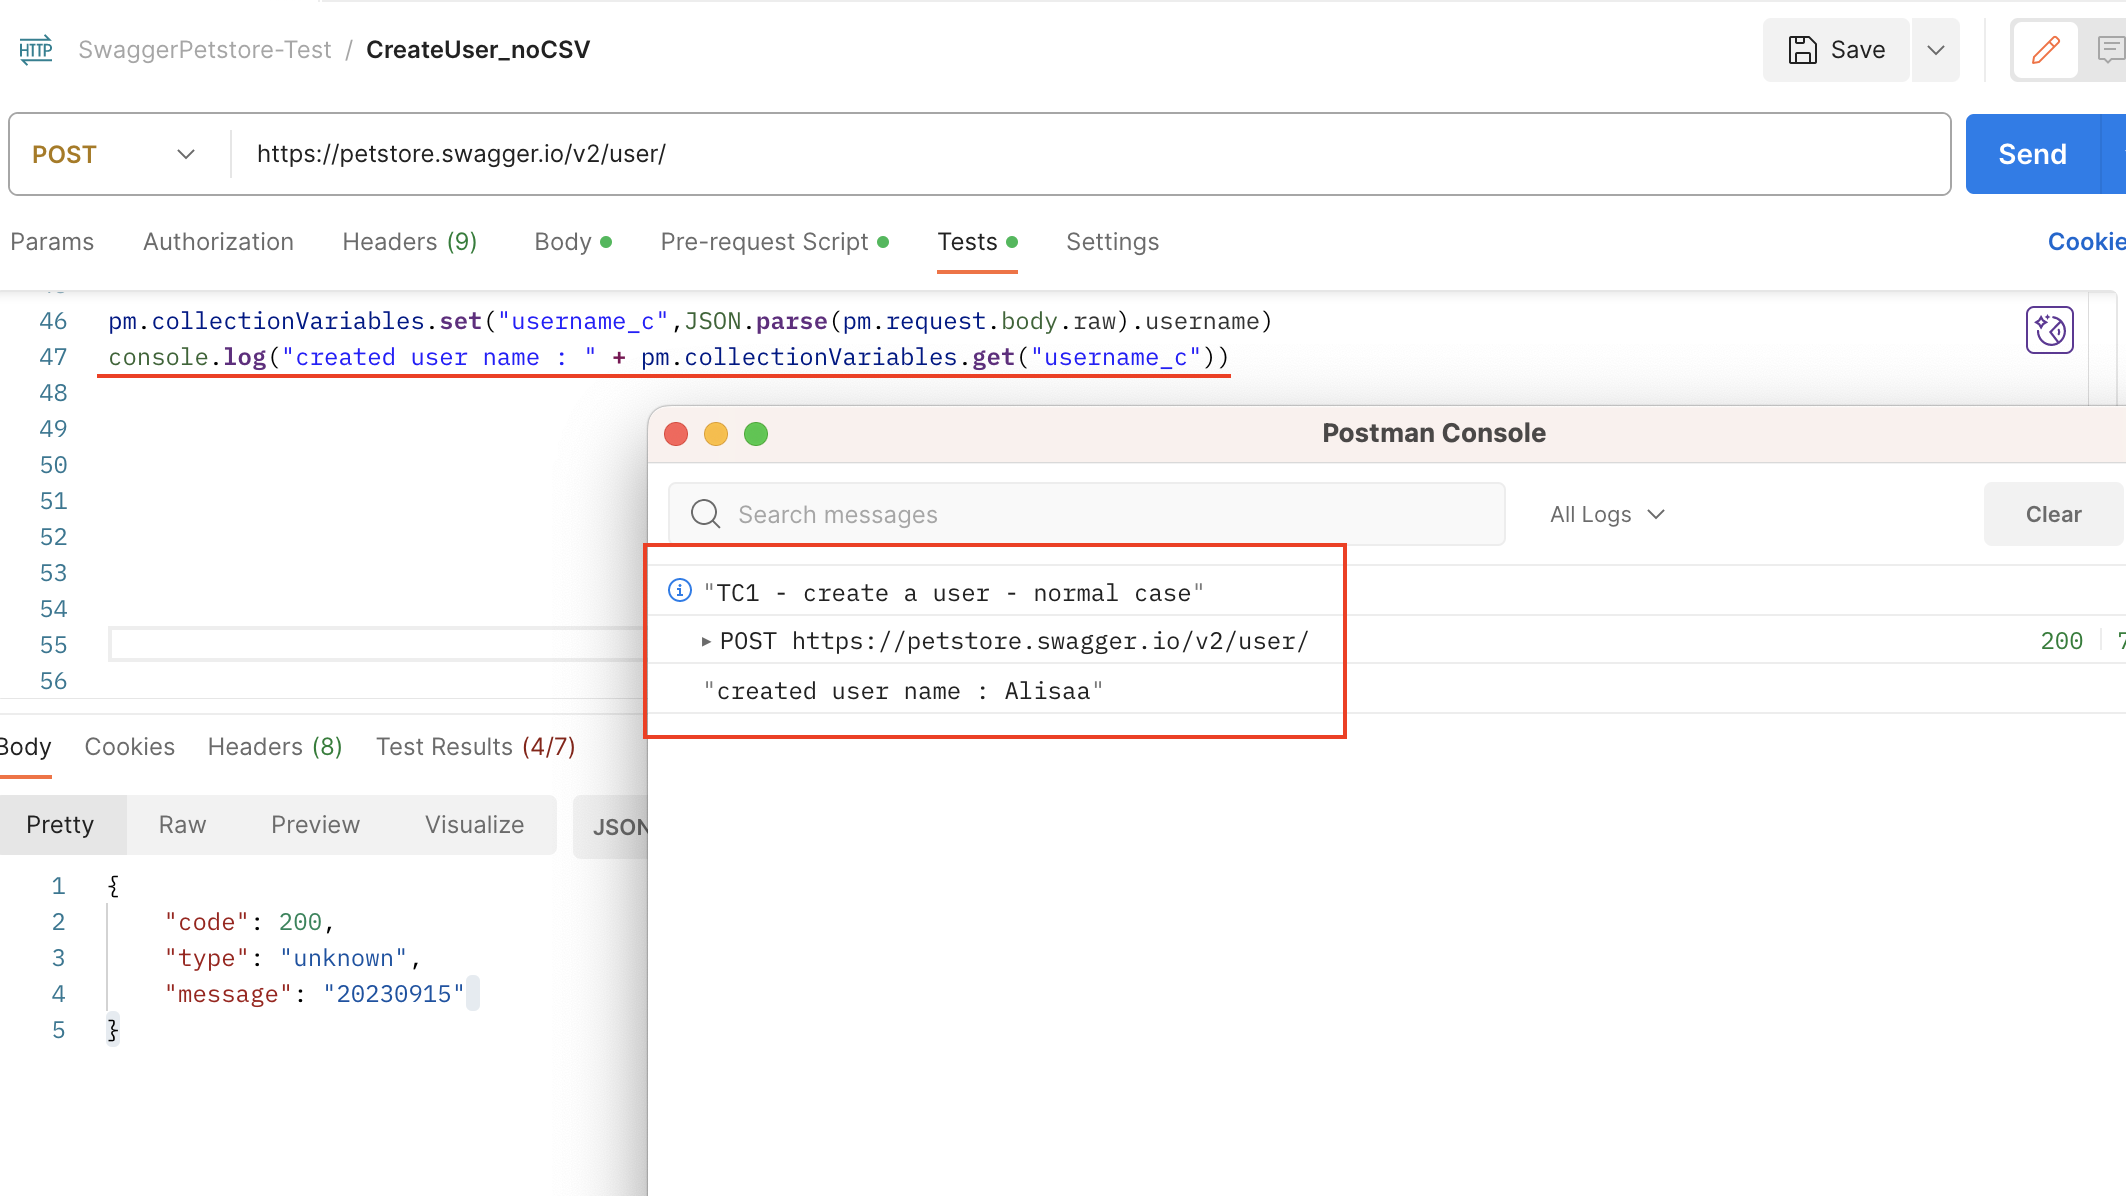 HTTP SwaggerPetstore-Test / CreateUser_noCSV Save
POST https://petstore.swagger.io/v2/user/ Send
Params Authorization Headers (9) Body Pre-request Script Tests Settings Cookie
46 pm.collectionVariables.set("username_c",JSON.parse(pm.request.body.raw).username)
47 console.log("created user name : " + pm.collectionVariables.get("username_c"))
48
49
50
51
52
53
54
55
56
Postman Console
Search messages All Logs Clear
"TC1 - create a user - normal case"
POST https://petstore.swagger.io/v2/user/ 200 7
"created user name : Alisaa"
Body Cookies Headers (8) Test Results (4/7)
Pretty Raw Preview Visualize JSON
1 {
2 "code": 200,
3 "type": "unknown",
4 "message": "20230915"
5 }